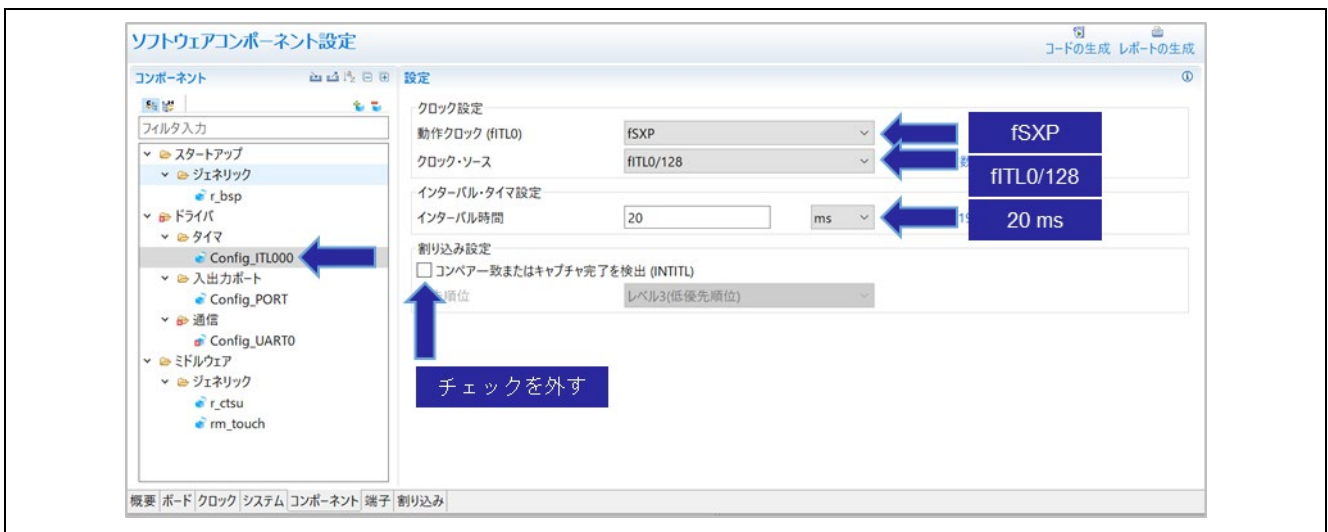 ソフトウェアコンポーネント設定
コードの生成 レポートの生成
コンポーネント
設定
フィルタ入力
スタートアップ
ジェネリック
r_bsp
ドライバ
タイマ
Config_ITL000
入出力ポート
Config_PORT
通信
Config_UART0
ミドルウェア
ジェネリック
r_ctsu
rm_touch
クロック設定
動作クロック (fITL0) fSXP fSXP
クロック・ソース fITL0/128 fITL0/128
インターバル・タイマ設定
インターバル時間 20 ms 20 ms
割り込み設定
コンペアー一致またはキャプチャ完了を検出 (INTITL)
順位 レベル3(低優先順位)
チェックを外す
概要 ボード クロック システム コンポーネント 端子 割り込み